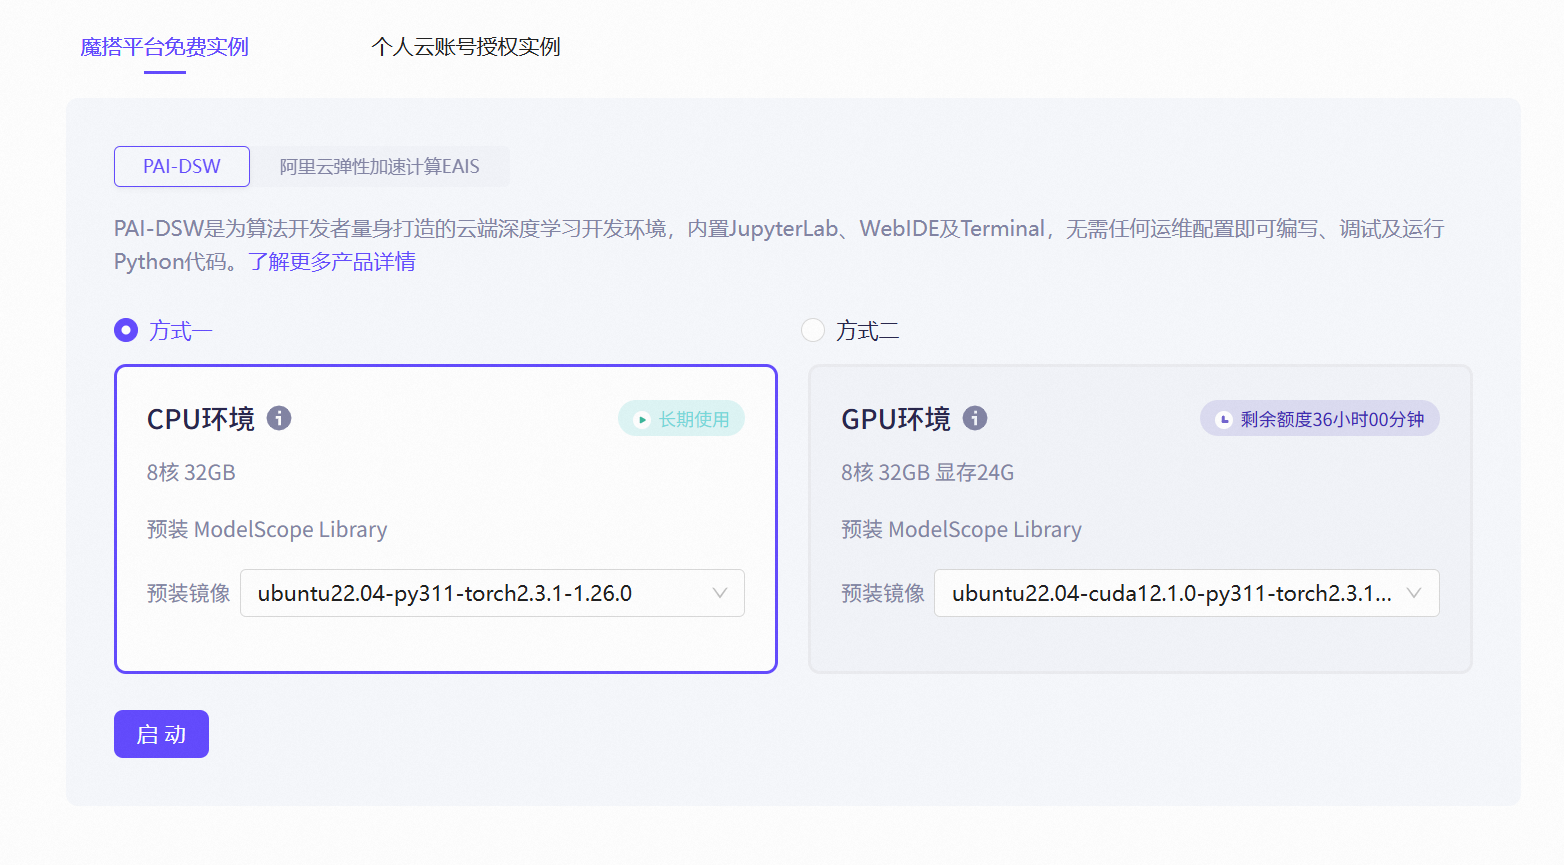 魔搭平台免费实例
个人云账号授权实例
PAI-DSW
阿里云弹性加速计算EAIS
PAI-DSW是为算法开发者量身打造的云端深度学习开发环境，内置JupyterLab、WebIDE及Terminal，无需任何运维配置即可编写、调试及运行
Python代码。了解更多产品详情
方式一
CPU环境
长期使用
8核 32GB
预装 ModelScope Library
预装镜像 ubuntu22.04-py311-torch2.3.1-1.26.0
方式二
GPU环境
剩余额度36小时00分钟
8核 32GB 显存24G
预装 ModelScope Library
预装镜像 ubuntu22.04-cuda12.1.0-py311-torch2.3.1...
启动